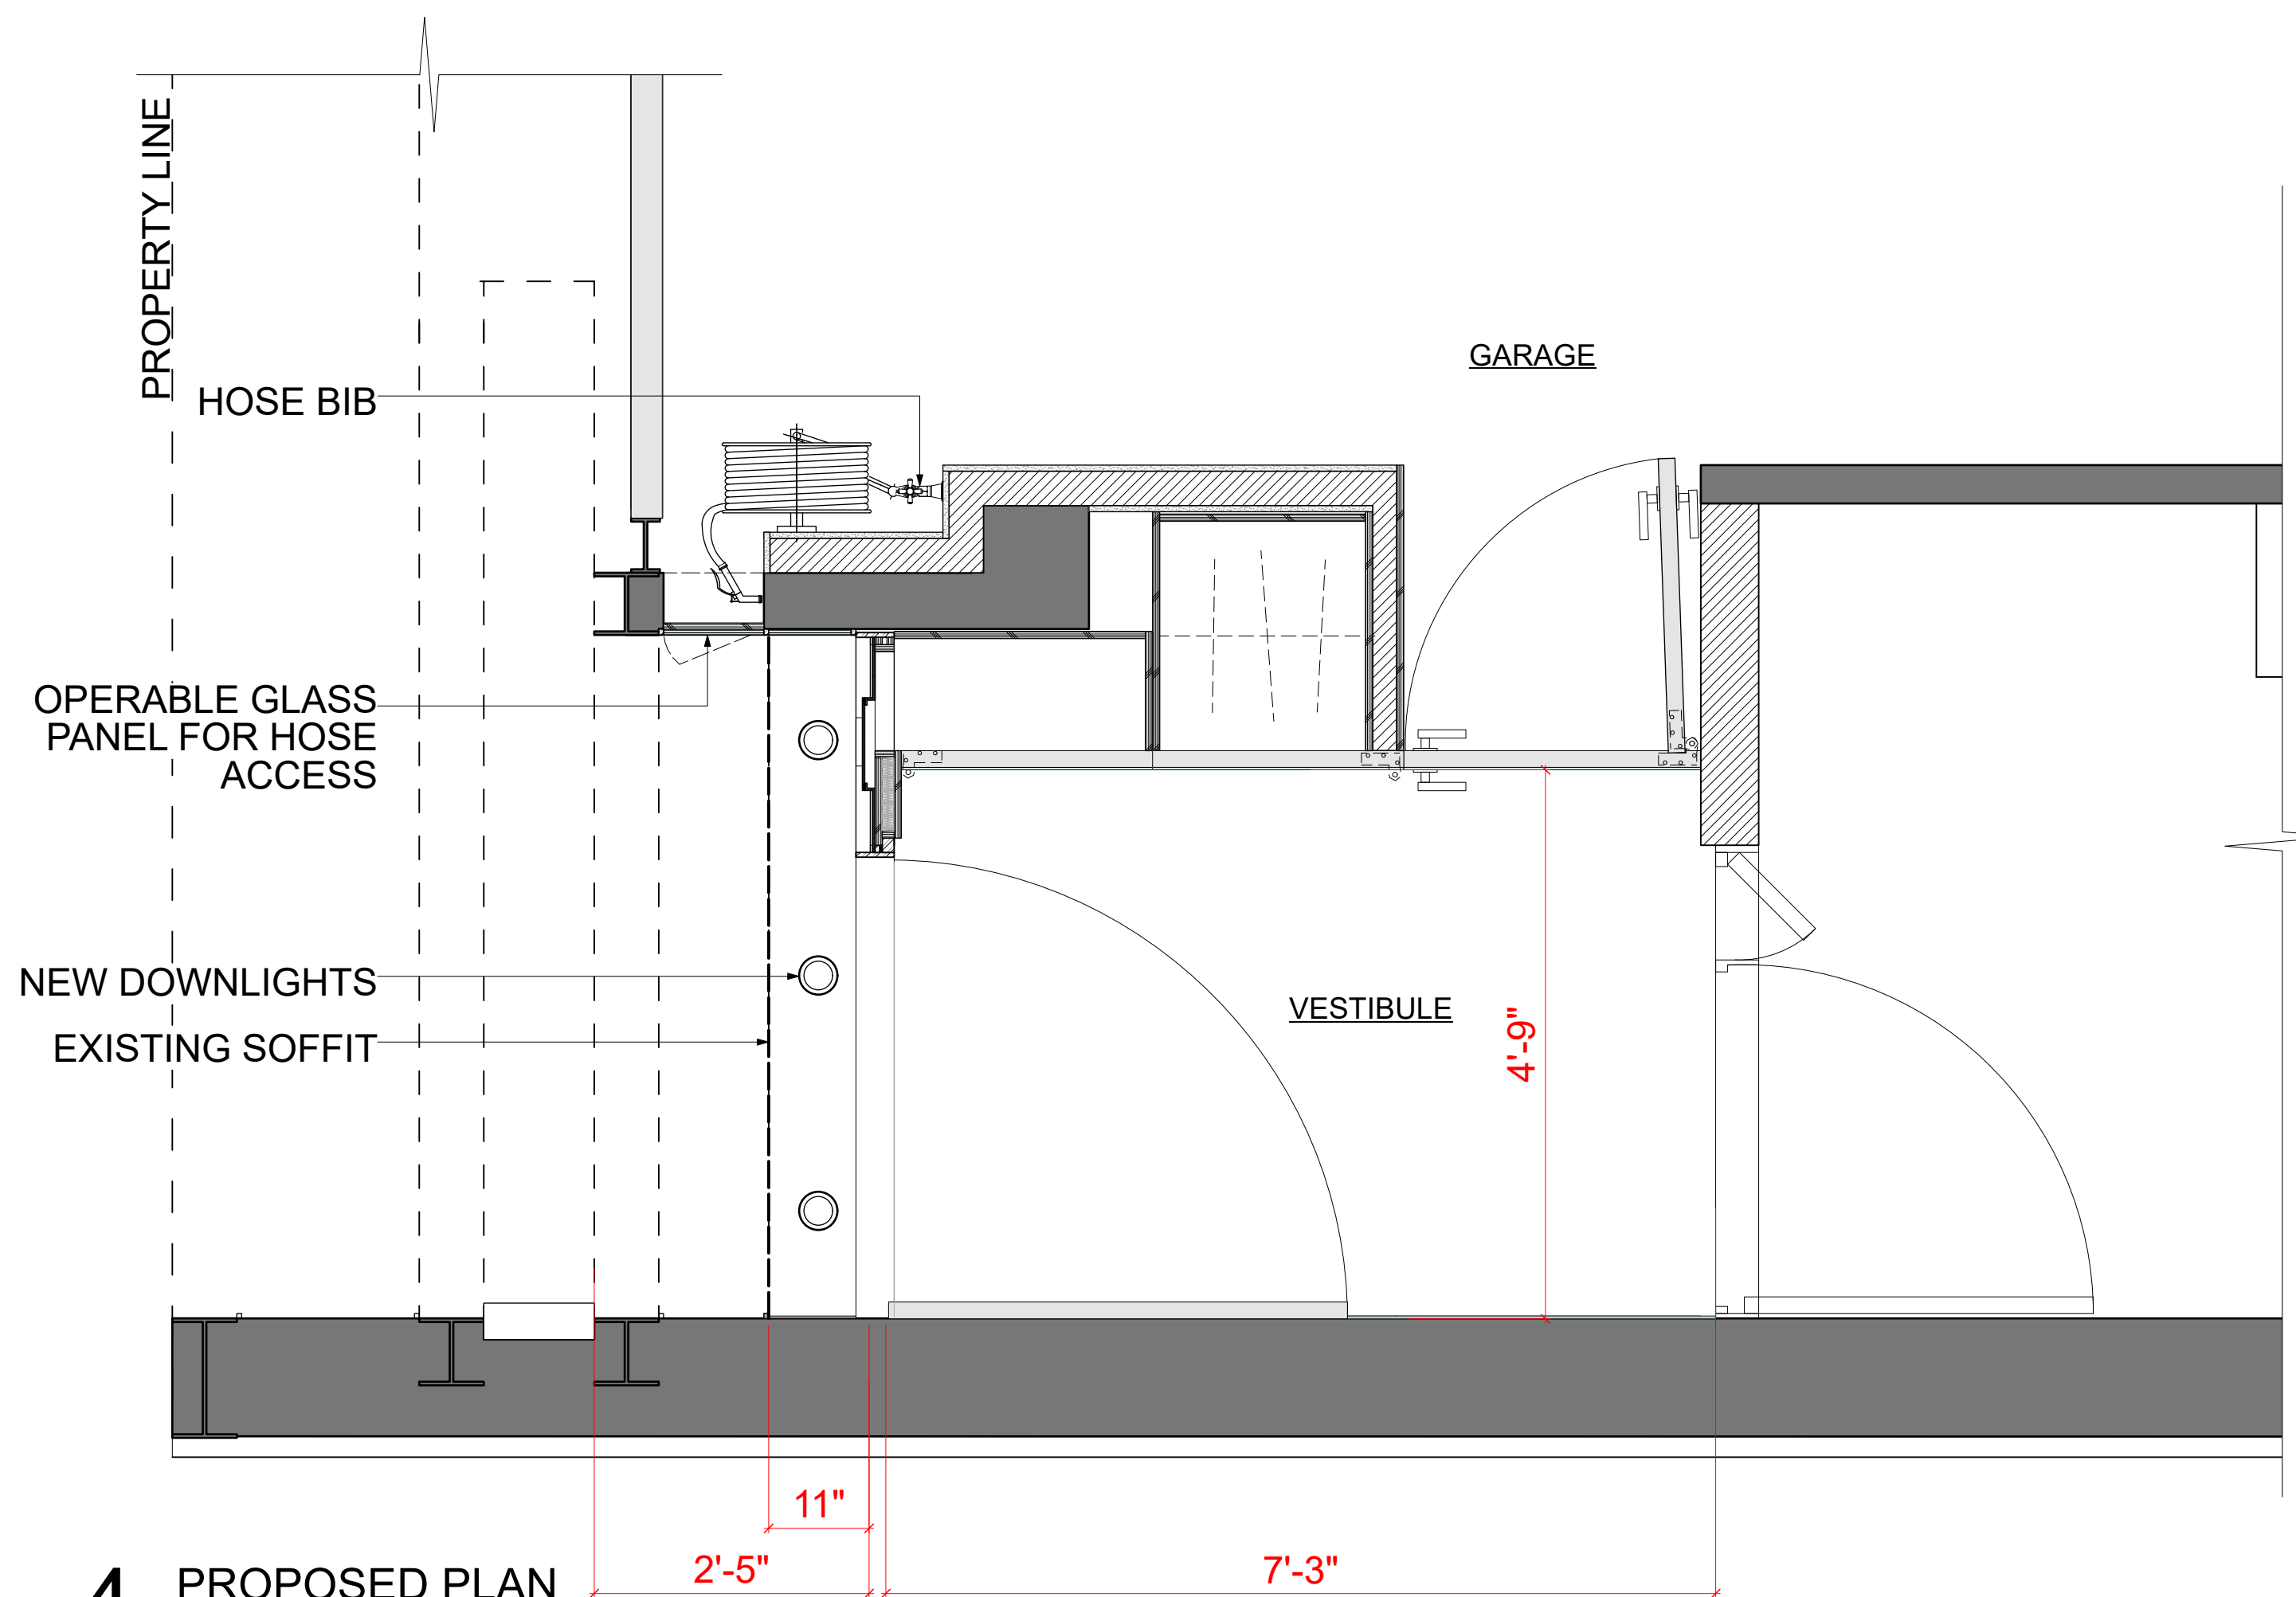 PROPERTY LINE
GARAGE
HOSE BIB
OPERABLE GLASS
PANEL FOR HOSE
ACCESS
NEW DOWNLIGHTS
VESTIBULE
4'-9"
EXISTING SOFFIT
11"
2'-5"
7'-3"
4 PROPOSED PLAN